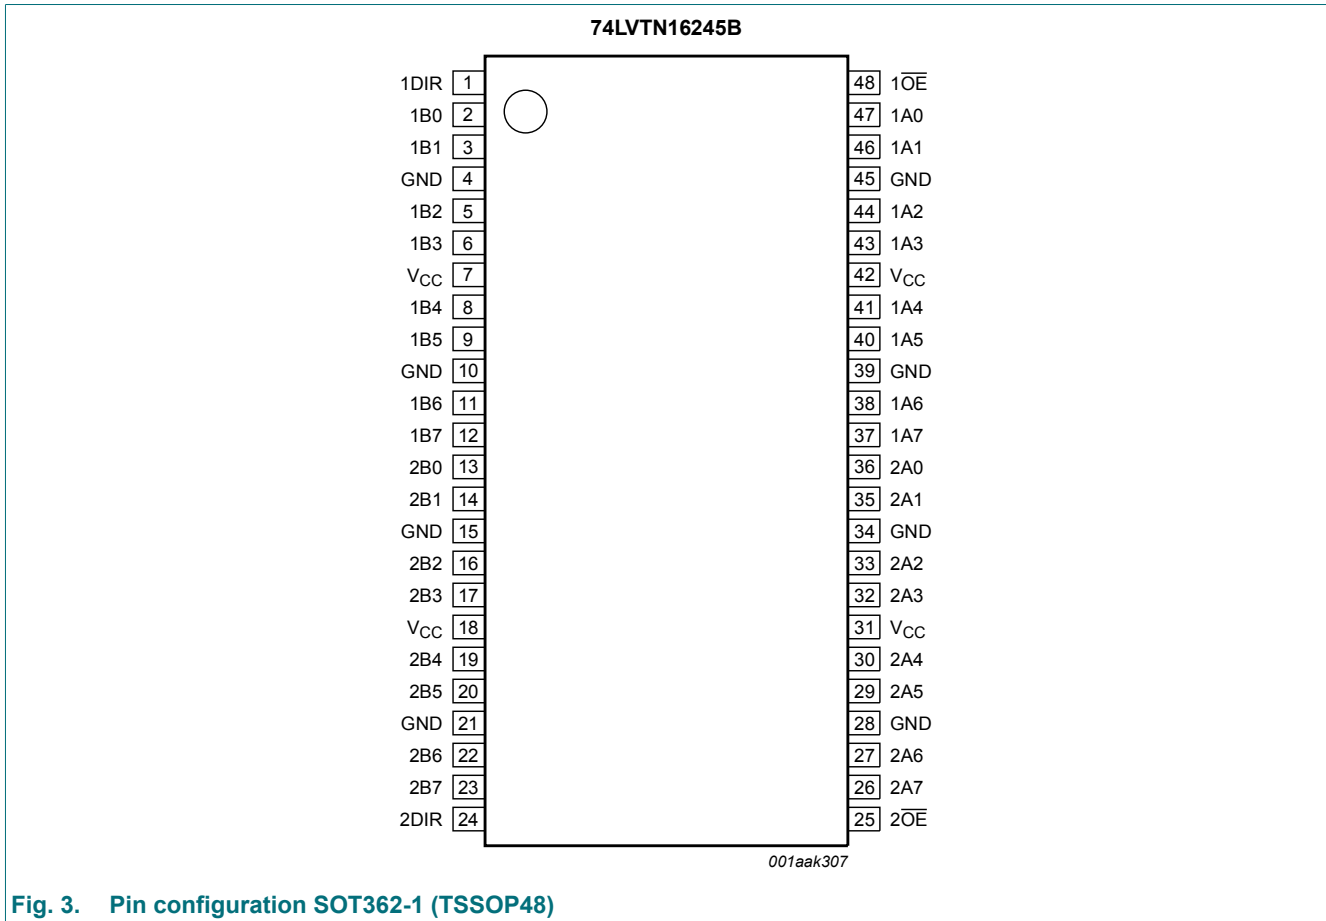 74LVTN16245B
1DIR 1 48 1O̅E̅
1B0 2 47 1A0
1B1 3 46 1A1
GND 4 45 GND
1B2 5 44 1A2
1B3 6 43 1A3
VCC 7 42 VCC
1B4 8 41 1A4
1B5 9 40 1A5
GND 10 39 GND
1B6 11 38 1A6
1B7 12 37 1A7
2B0 13 36 2A0
2B1 14 35 2A1
GND 15 34 GND
2B2 16 33 2A2
2B3 17 32 2A3
VCC 18 31 VCC
2B4 19 30 2A4
2B5 20 29 2A5
GND 21 28 GND
2B6 22 27 2A6
2B7 23 26 2A7
2DIR 24 25 2O̅E̅
001aak307
Fig. 3. Pin configuration SOT362-1 (TSSOP48)